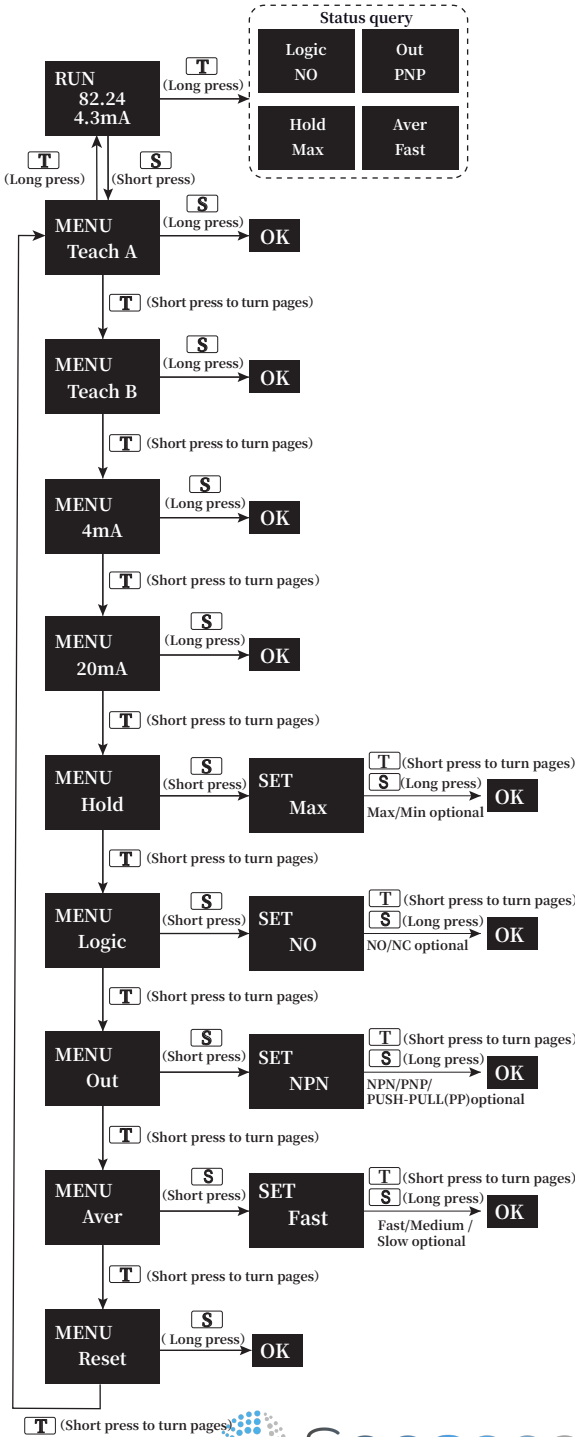 Status query
Logic
NO
Out
PNP
Hold
Max
Aver
Fast
RUN
82.24
4.3mA
T
(Long press)
T
(Long press)
S
(Short press)
MENU
Teach A
S
(Long press)
OK
T (Short press to turn pages)
MENU
Teach B
S
(Long press)
OK
T (Short press to turn pages)
MENU
4mA
S
(Long press)
OK
T (Short press to turn pages)
MENU
20mA
S
(Long press)
OK
T (Short press to turn pages)
MENU
Hold
S
(Short press)
SET
Max
T (Short press to turn pages)
S (Long press)
Max/Min optional
OK
T (Short press to turn pages)
MENU
Logic
S
(Short press)
SET
NO
T (Short press to turn pages)
S (Long press)
NO/NC optional
OK
T (Short press to turn pages)
MENU
Out
S
(Short press)
SET
NPN
T (Short press to turn pages)
S (Long press)
NPN/PNP/
PUSH-PULL(PP)optional
OK
T (Short press to turn pages)
MENU
Aver
S
(Short press)
SET
Fast
T (Short press to turn pages)
S (Long press)
Fast/Medium /
Slow optional
OK
T (Short press to turn pages)
MENU
Reset
S
( Long press)
OK
T (Short press to turn pages)